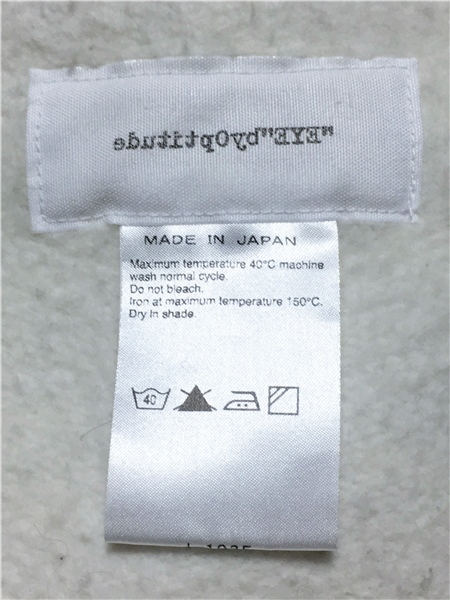 "EYE"byOptitude
MADE IN JAPAN
Maximum temperature 40°C machine
wash normal cycle.
Do not bleach.
Iron at maximum temperature 150°C.
Dry in shade.
40